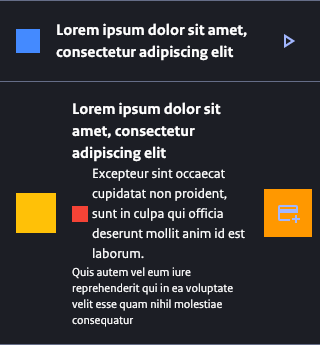 Lorem ipsum dolor sit amet,
consectetur adipiscing elit
Lorem ipsum dolor sit
amet, consectetur
adipiscing elit
Excepteur sint occaecat
cupidatat non proident,
sunt in culpa qui officia
deserunt mollit anim id est
laborum.
Quis autem vel eum iure
reprehenderit qui in ea voluptate
velit esse quam nihil molestiae
consequatur